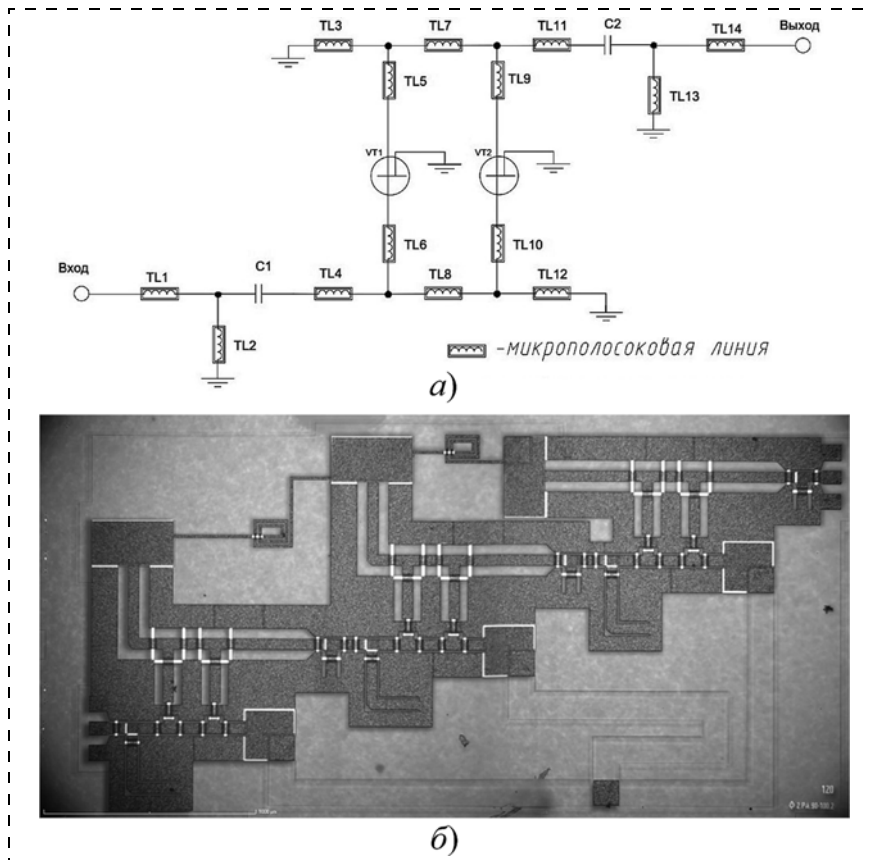 TL3 TL7 TL11 C2 TL14 Выход
TL5 TL9 TL13
VT1 VT2
TL6 TL10
Вход TL1 C1 TL4 TL8 TL12
TL2
-микрополосоковая линия
а)
120
б)